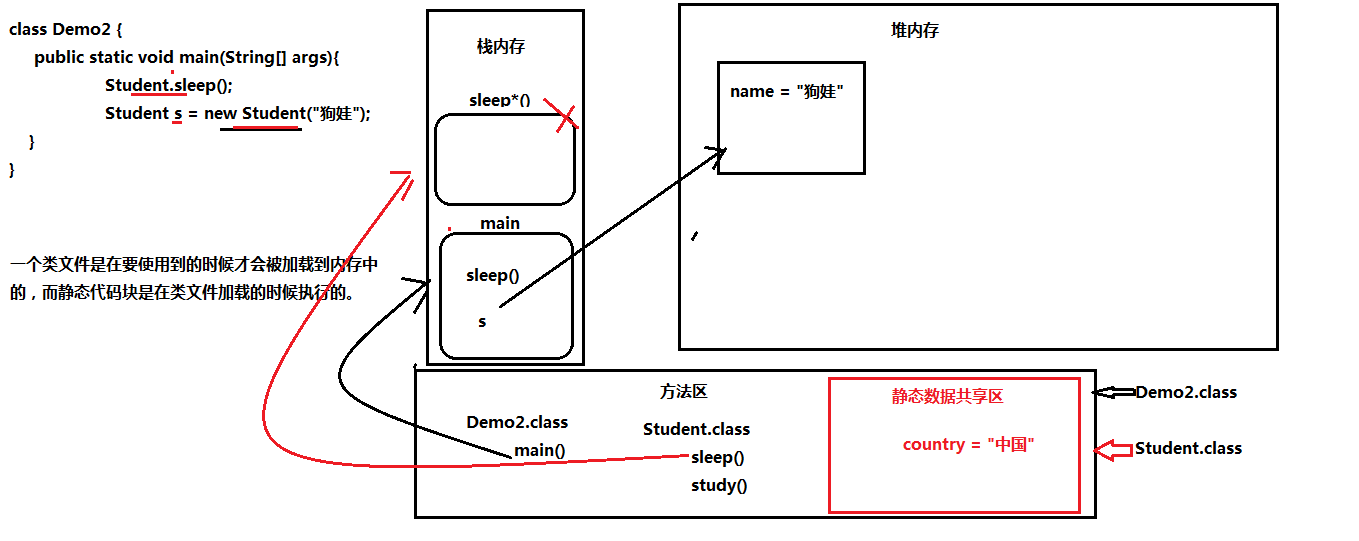 class Demo2 {
public static void main(String[] args){
Student.sleep();
Student s = new Student("狗娃");
}
}
一个类文件是在要使用到的时候才会被加载到内存中
的，而静态代码块是在类文件加载的时候执行的。
栈内存
sleep*()
main
sleep()
s
堆内存
name = "狗娃"
方法区
Demo2.class
main()
Student.class
sleep()
study()
静态数据共享区
country = "中国"
Demo2.class
Student.class